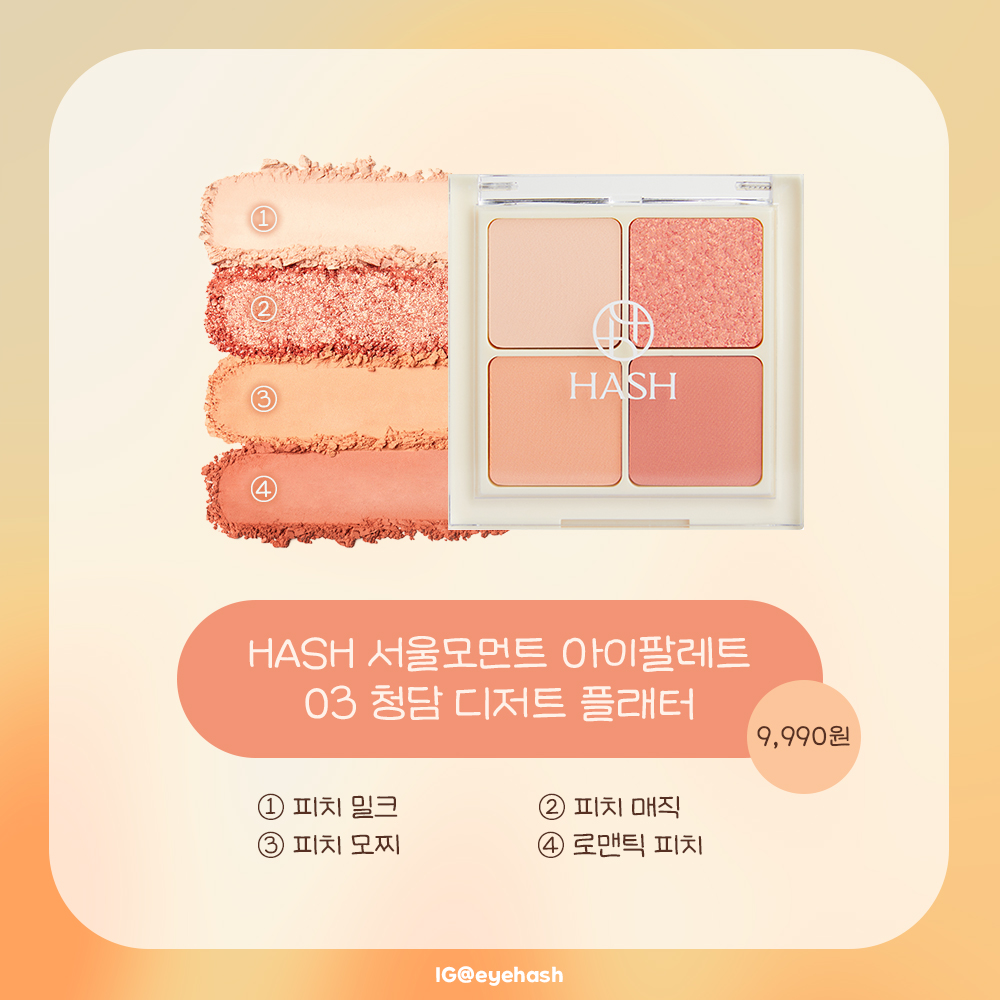 ①
②
③
④
HASH
HASH 서울모먼트 아이팔레트
03 청담 디저트 플래터
9,990원
① 피치 밀크
② 피치 매직
③ 피치 모찌
④ 로맨틱 피치
IG@eyehash